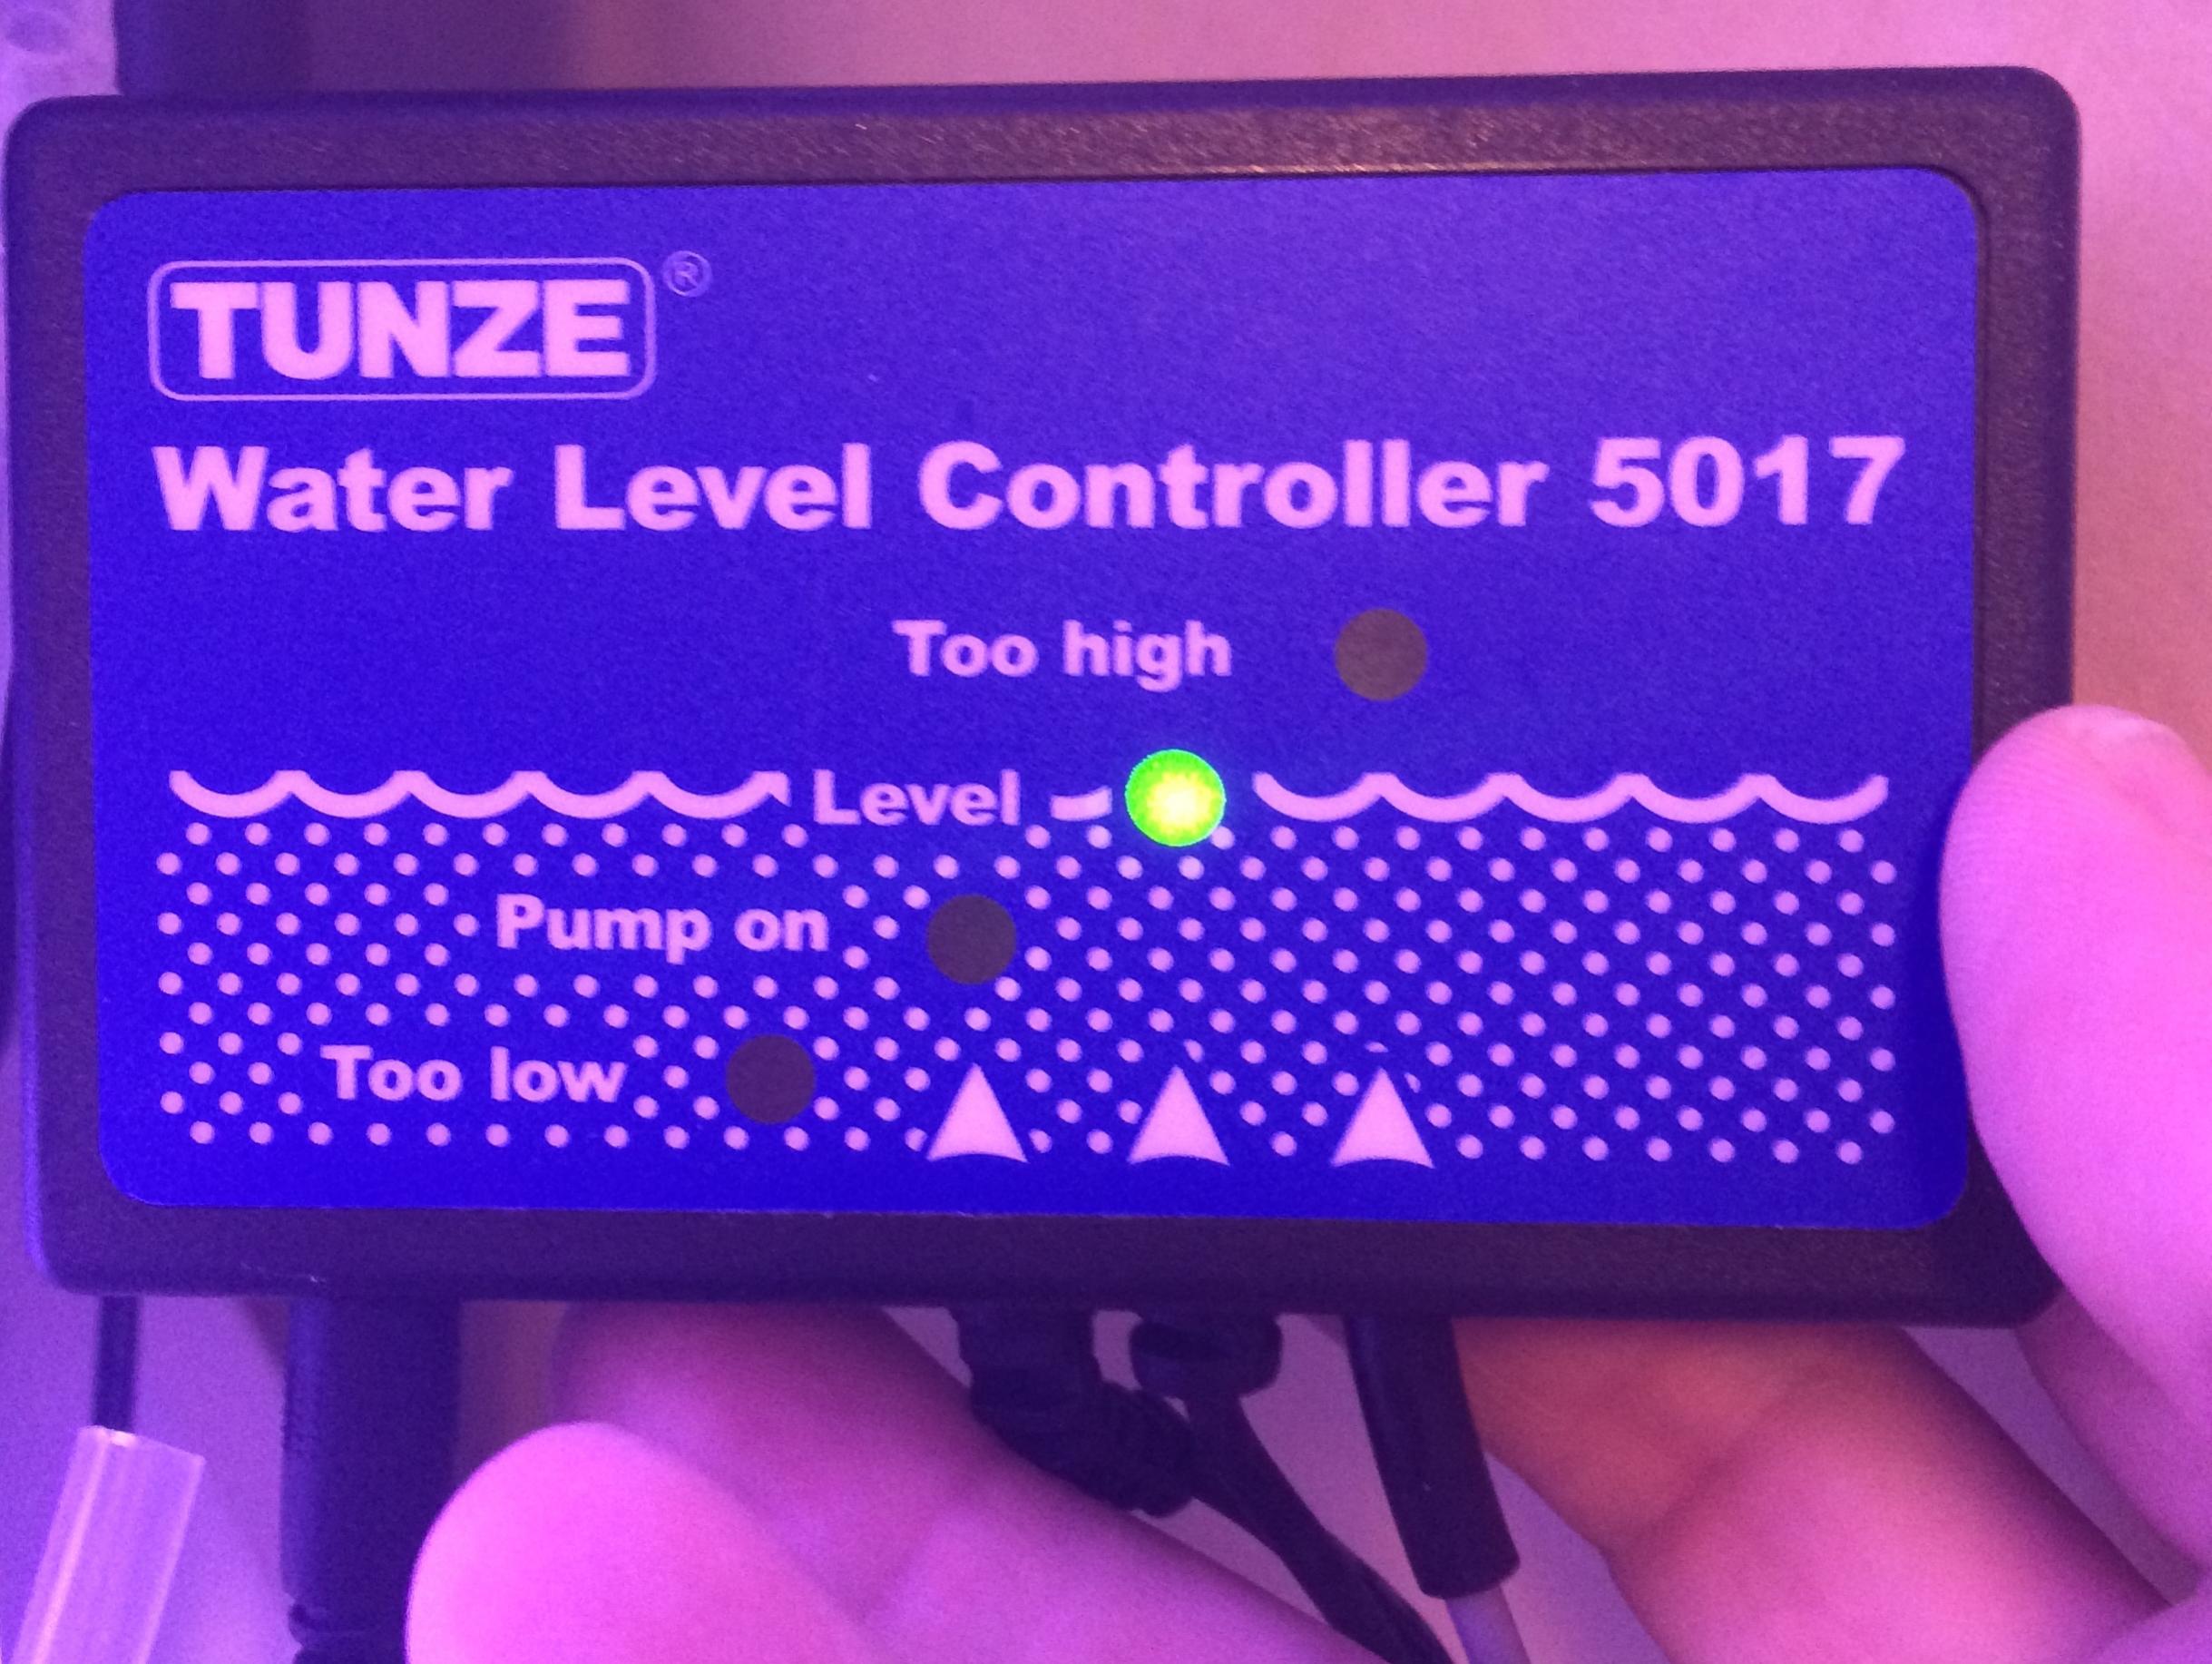 TUNZE®
Water Level Controller 5017
Too high
Level
Pump on
Too low